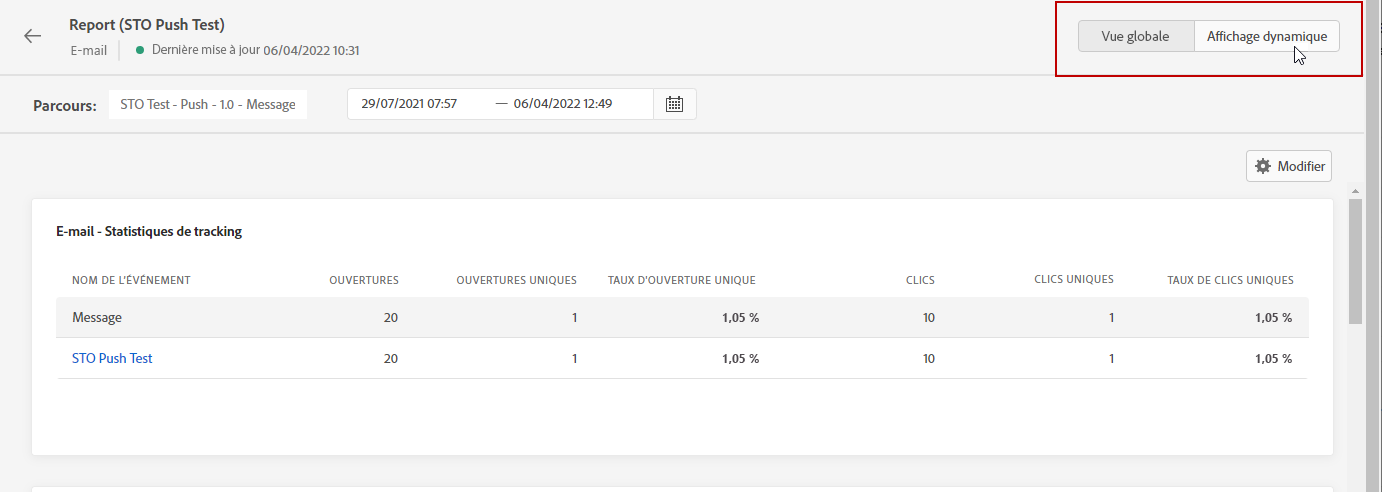 Report (STO Push Test)
E-mail Dernière mise à jour 06/04/2022 10:31
Vue globale Affichage dynamique
Parcours: STO Test - Push - 1.0 - Message 29/07/2021 07:57 — 06/04/2022 12:49
Modifier
E-mail - Statistiques de tracking
NOM DE L'ÉVÉNEMENT OUVERTURES OUVERTURES UNIQUES TAUX D'OUVERTURE UNIQUE CLICS CLICS UNIQUES TAUX DE CLICS UNIQUES
Message 20 1 1,05 % 10 1 1,05 %
STO Push Test 20 1 1,05 % 10 1 1,05 %